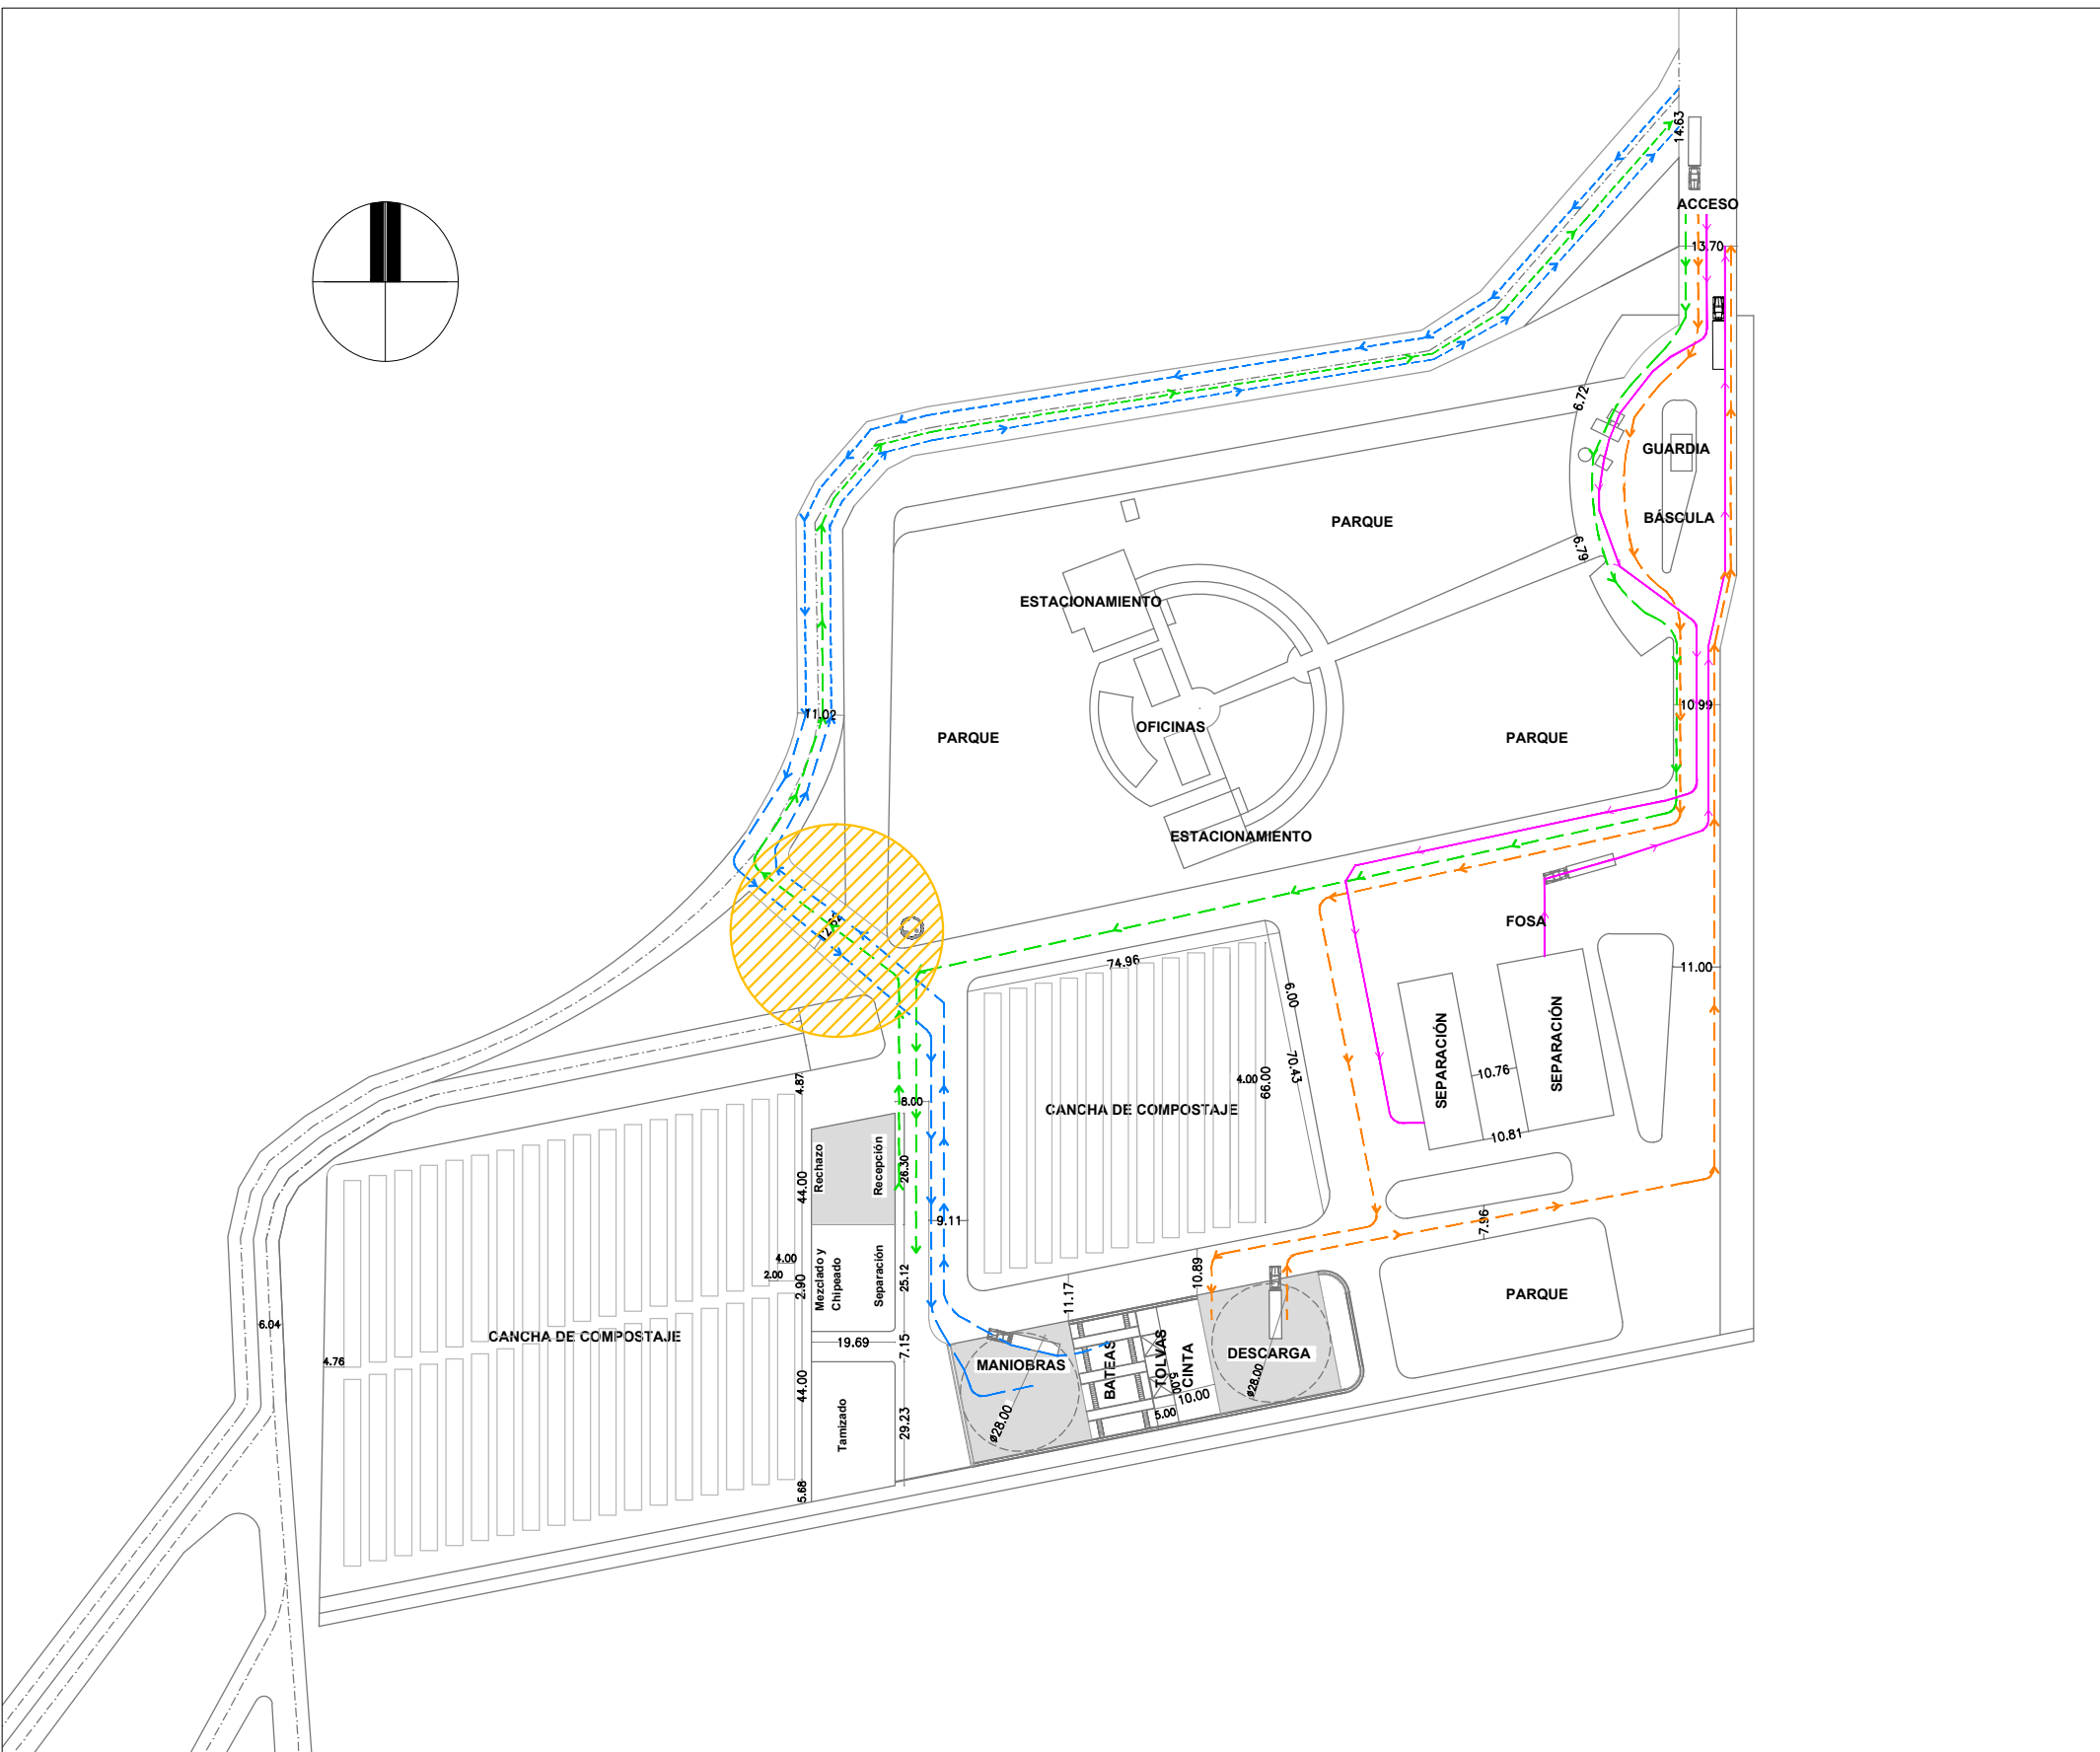 14.63
ACCESO
13.70
6.72
GUARDIA
BÁSCULA
PARQUE
6.79
ESTACIONAMIENTO
10.99
11.02
OFICINAS
PARQUE
PARQUE
ESTACIONAMIENTO
12.62
FOSA
74.96
11.00
6.00
70.43
4.00
66.00
SEPARACIÓN
10.76
SEPARACIÓN
4.87
8.00
CANCHA DE COMPOSTAJE
10.81
Rechazo
Recepción
44.00
26.30
9.11
7.96
4.00
2.00
2.90
Mezclado y
Chipeado
Separación
25.12
10.89
11.17
PARQUE
6.04
CANCHA DE COMPOSTAJE
19.69
7.15
4.76
MANIOBRAS
BATEAS
TOLVAS
CINTA
DESCARGA
5.00
10.00
5.00
ø28.00
ø28.00
44.00
Tamizado
29.23
5.68